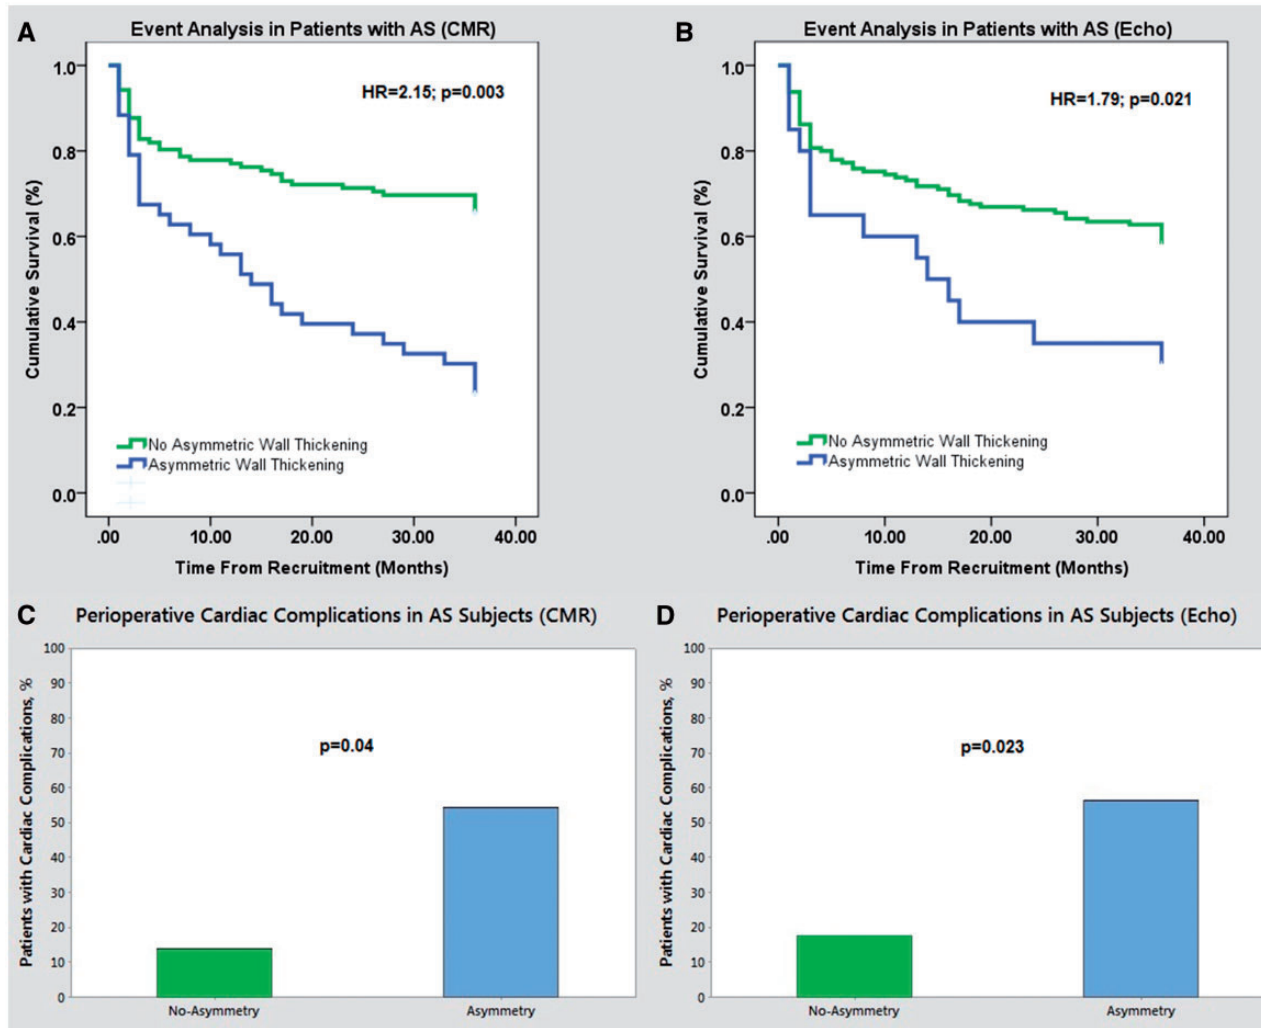 A
Event Analysis in Patients with AS (CMR)
HR=2.15; p=0.003
Cumulative Survival (%)
1.0
0.8
0.6
0.4
0.2
0.0
No Asymmetric Wall Thickening
Asymmetric Wall Thickening
.00 10.00 20.00 30.00 40.00
Time From Recruitment (Months)
B
Event Analysis in Patients with AS (Echo)
HR=1.79; p=0.021
Cumulative Survival (%)
1.0
0.8
0.6
0.4
0.2
0.0
No Asymmetric Wall Thickening
Asymmetric Wall Thickening
.00 10.00 20.00 30.00 40.00
Time From Recruitment (Months)
C
Perioperative Cardiac Complications in AS Subjects (CMR)
Patients with Cardiac Complications, %
100
90
80
70
60
50
40
30
20
10
0
p=0.04
No-Asymmetry Asymmetry
D
Perioperative Cardiac Complications in AS Subjects (Echo)
Patients with Cardiac Complications, %
100
90
80
70
60
50
40
30
20
10
0
p=0.023
No-Asymmetry Asymmetry